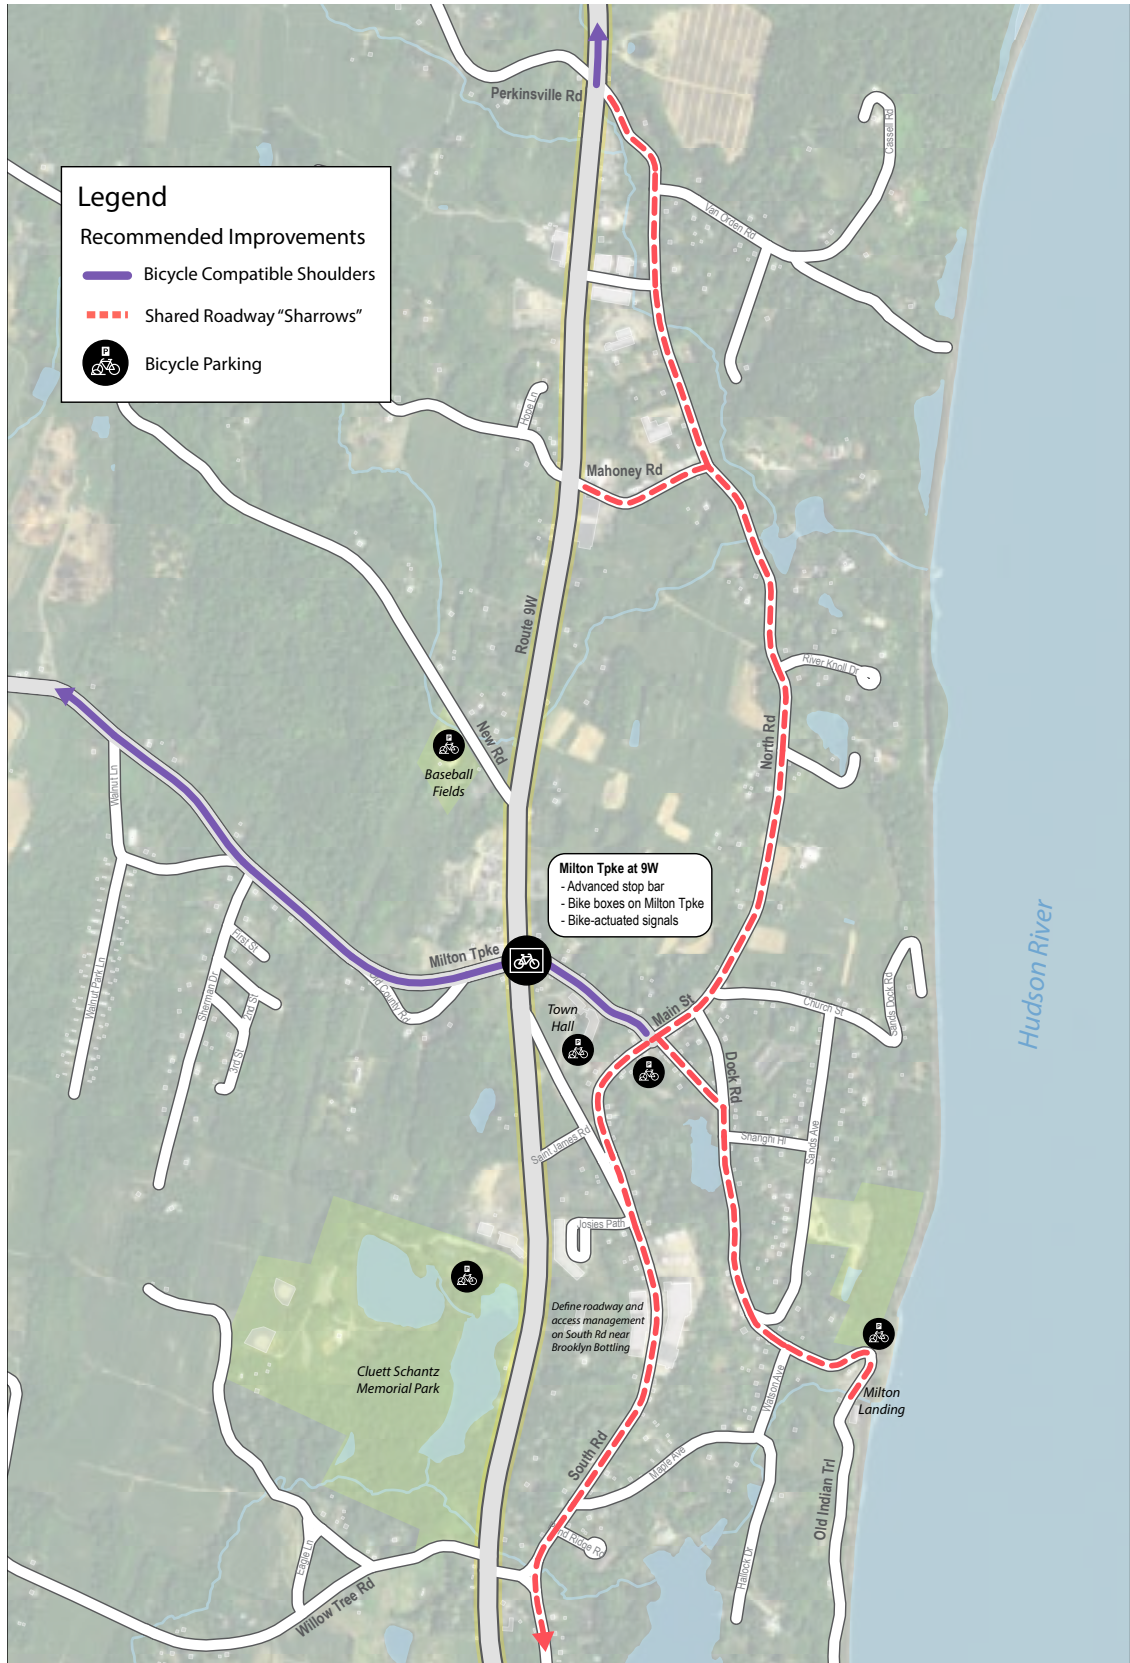 Perkinsville Rd
Cassell Rd
Legend
Recommended Improvements
Bicycle Compatible Shoulders
Shared Roadway "Sharrows"
P
Bicycle Parking
Van Orden Rd
Mahoney Rd
Route 9W
River Knoll Dr
North Rd
New Rd
P
Baseball
Fields
Walnut Ln
Milton Tpke at 9W
- Advanced stop bar
- Bike boxes on Milton Tpke
- Bike-actuated signals
Hudson River
Milton Tpke
First St
Walnut Park Ln
Sherman Dr
2nd St
3rd St
Old County Rd
Town
Hall
P
Main St
P
Church St
Sands Dock Rd
Dock Rd
Shanghi Hl
Sands Ave
Saint James Rd
Josies Path
P
Define roadway and
access management
on South Rd near
Brooklyn Bottling
P
Cluett Schantz
Memorial Park
Milton
Landing
Watson Ave
South Rd
Maple Ave
Old Indian Trl
Hallock Dr
Eagle Ln
Willow Tree Rd